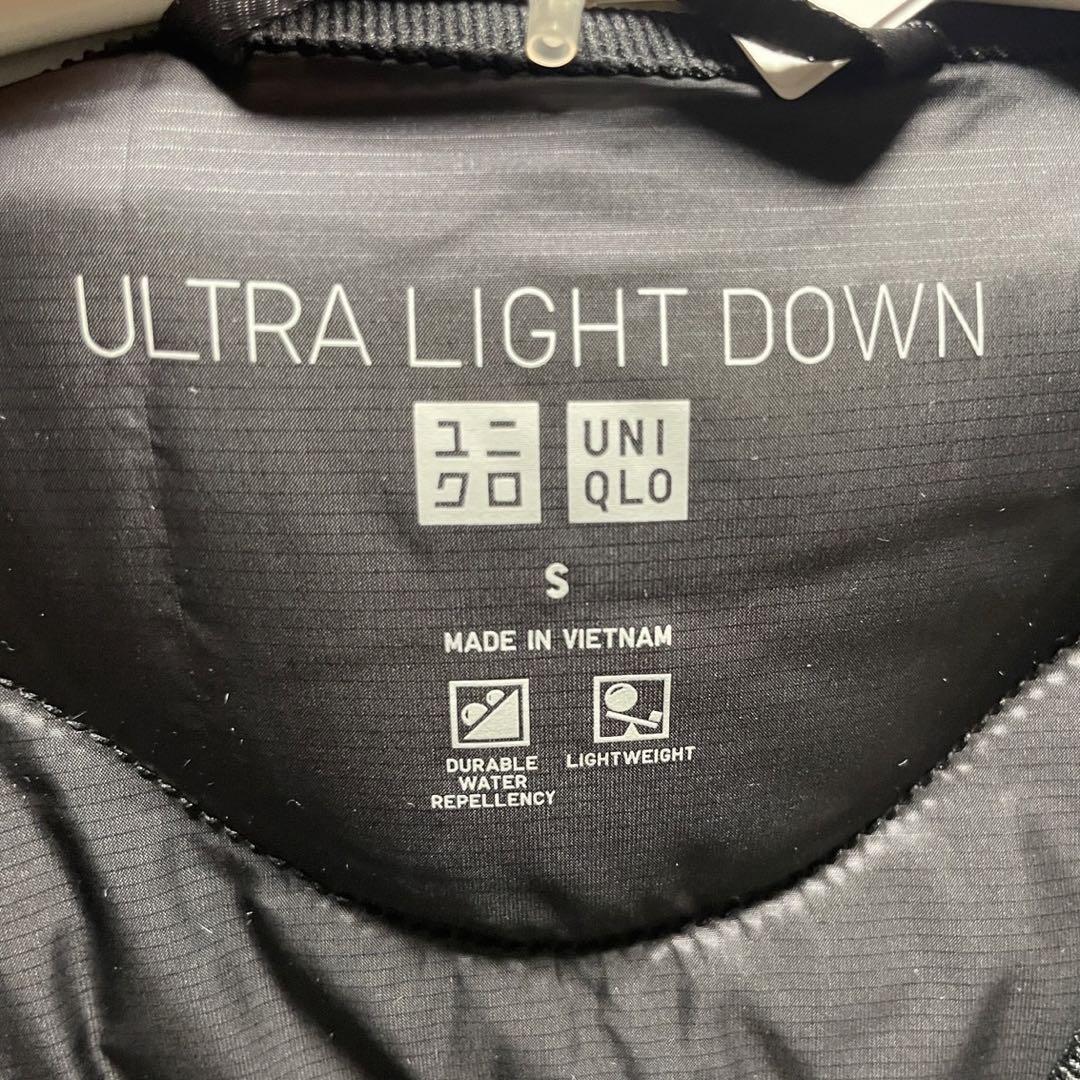 ULTRA LIGHT DOWN
ユニ
クロ
UNI
QLO
S
MADE IN VIETNAM
DURABLE
WATER
REPELLENCY
LIGHTWEIGHT